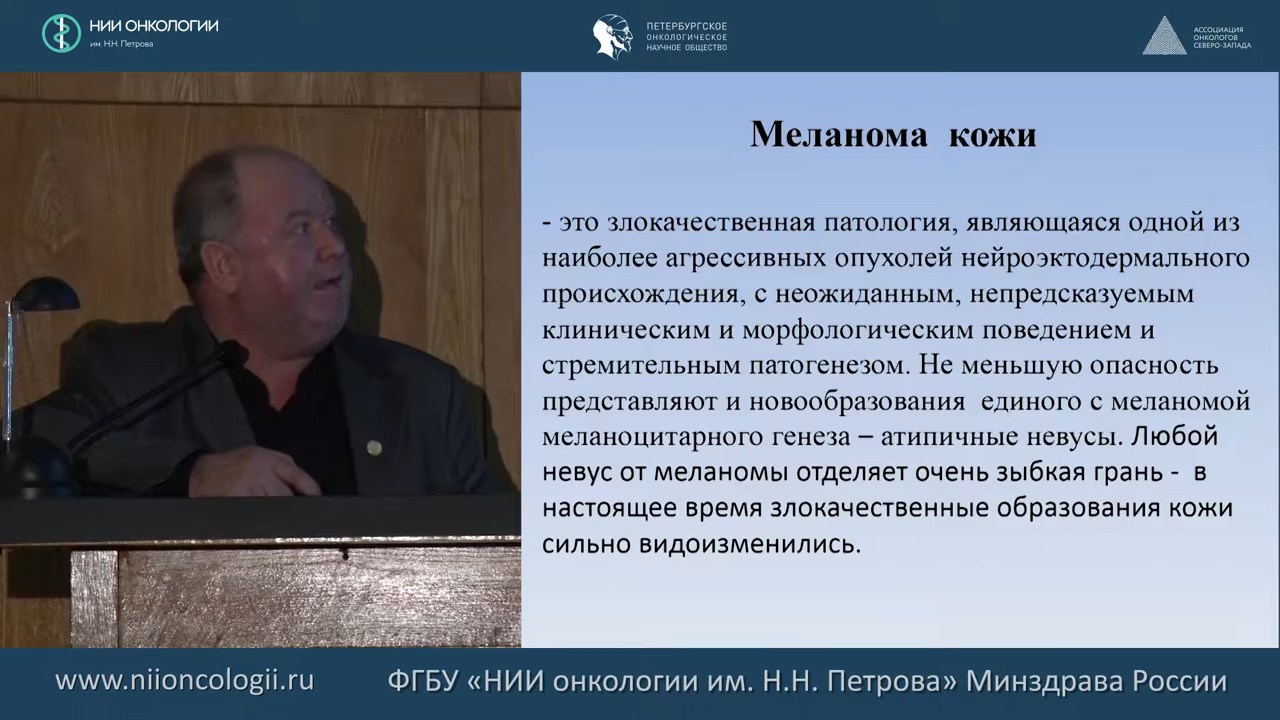 НИИ ОНКОЛОГИИ
им. Н.Н. Петрова
ПЕТЕРБУРГСКОЕ
ОНКОЛОГИЧЕСКОЕ
НАУЧНОЕ ОБЩЕСТВО
АССОЦИАЦИЯ
ОНКОЛОГОВ
СЕВЕРО-ЗАПАДА
Меланома кожи
- это злокачественная патология, являющаяся одной из
наиболее агрессивных опухолей нейроэктодермального
происхождения, с неожиданным, непредсказуемым
клиническим и морфологическим поведением и
стремительным патогенезом. Не меньшую опасность
представляют и новообразования единого с меланомой
меланоцитарного генеза – атипичные невусы. Любой
невус от меланомы отделяет очень зыбкая грань - в
настоящее время злокачественные образования кожи
сильно видоизменились.
www.niioncologii.ru
ФГБУ «НИИ онкологии им. Н.Н. Петрова» Минздрава России